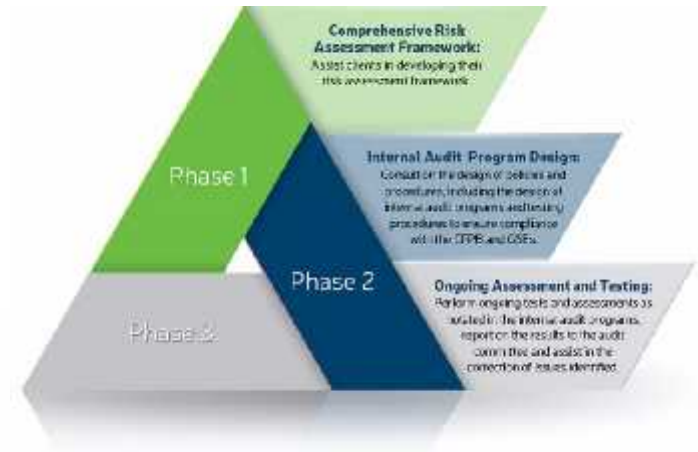 Comprehensive Risk
Assessment Framework:
Assist clients in developing their
risk assessment framework
Phase 1
Internal Audit Program Design:
Consult on the design of policies and
procedures, including the design of
internal audit programs and testing
procedures to ensure compliance
with the CFPB and GSEs.
Phase 2
Ongoing Assessment and Testing:
Perform ongoing tests and assessments as
notated in the internal audit programs,
report on the results to the audit
committee and assist in the
correction of issues identified.
Phase 3